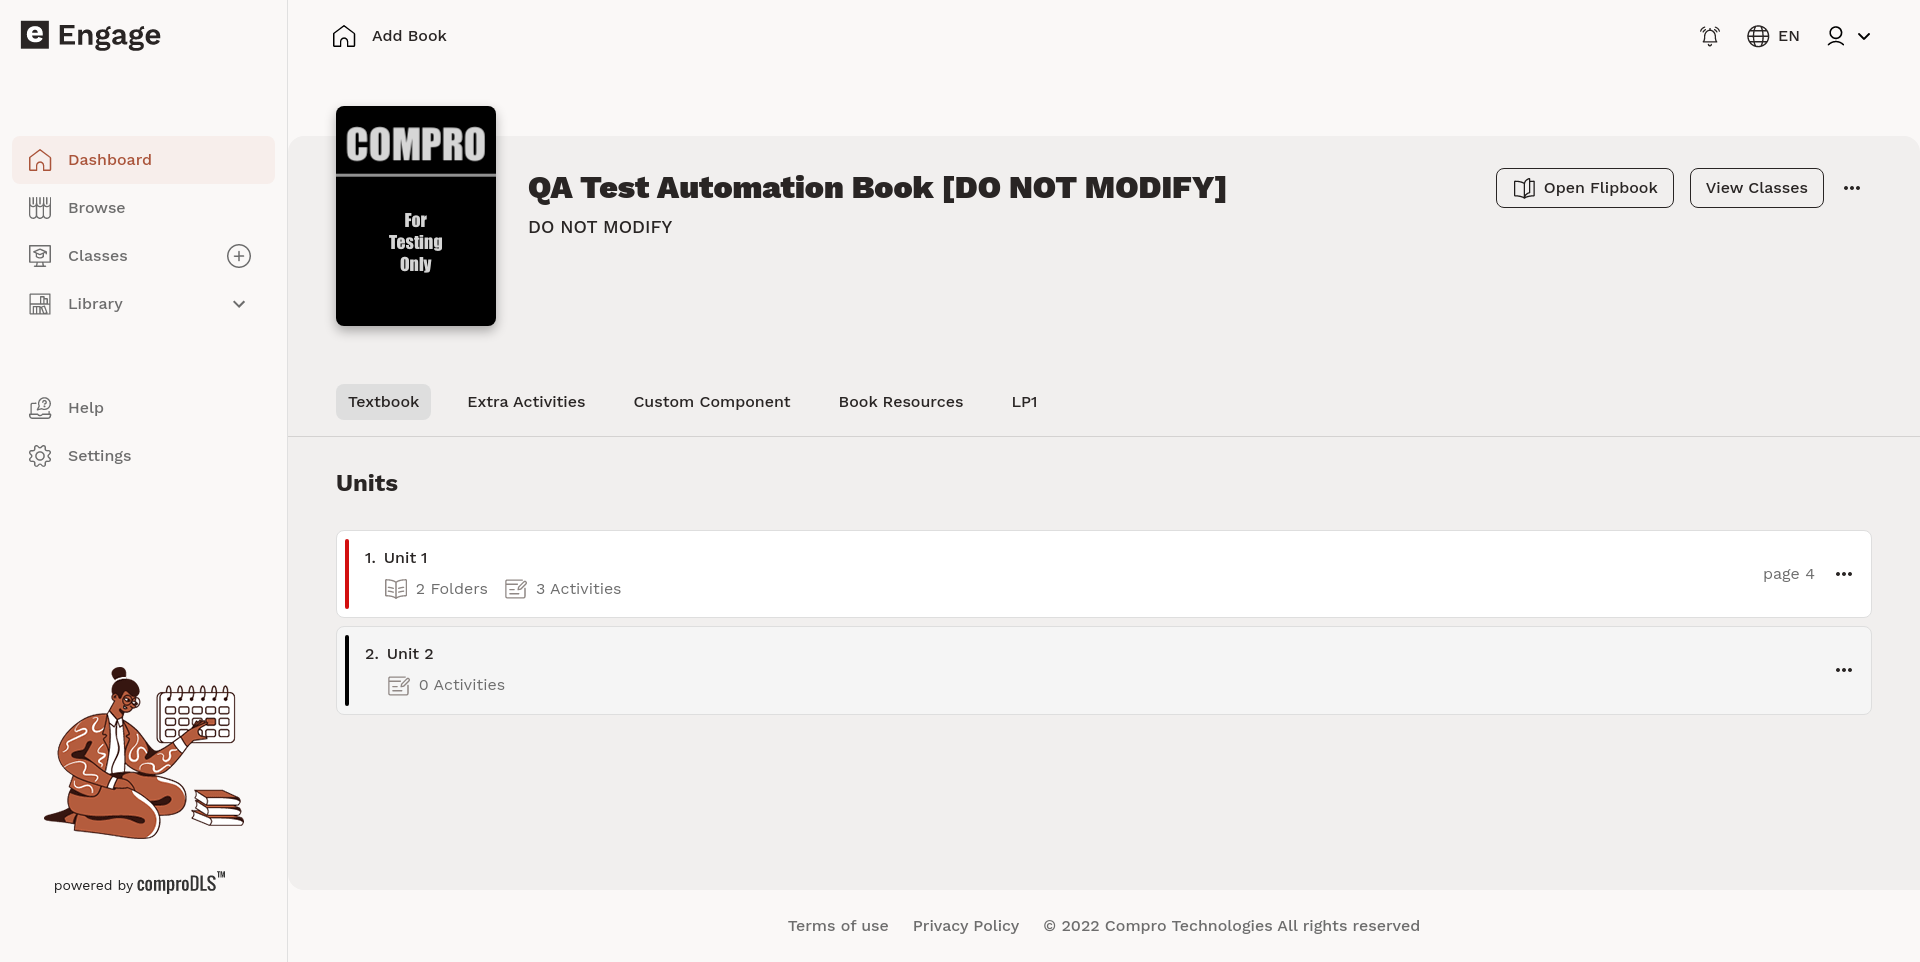 e Engage
Add Book
EN
Dashboard
Browse
Classes
Library
Help
Settings
powered by comproDLS™
COMPRO
For
Testing
Only
QA Test Automation Book [DO NOT MODIFY]
DO NOT MODIFY
Open Flipbook
View Classes
Textbook
Extra Activities
Custom Component
Book Resources
LP1
Units
1. Unit 1
2 Folders
3 Activities
page 4
2. Unit 2
0 Activities
Terms of use
Privacy Policy
© 2022 Compro Technologies All rights reserved